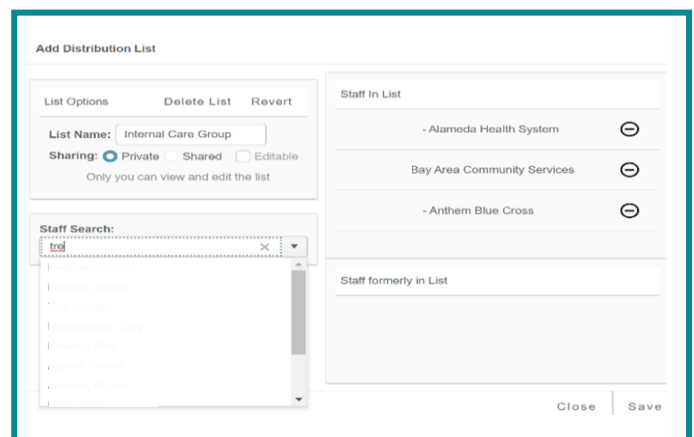 Add Distribution List
List Options Delete List Revert
List Name: Internal Care Group
Sharing: Private Shared Editable
Only you can view and edit the list
Staff Search:
tre
Staff In List
- Alameda Health System
Bay Area Community Services
- Anthem Blue Cross
Staff formerly in List
Close Save